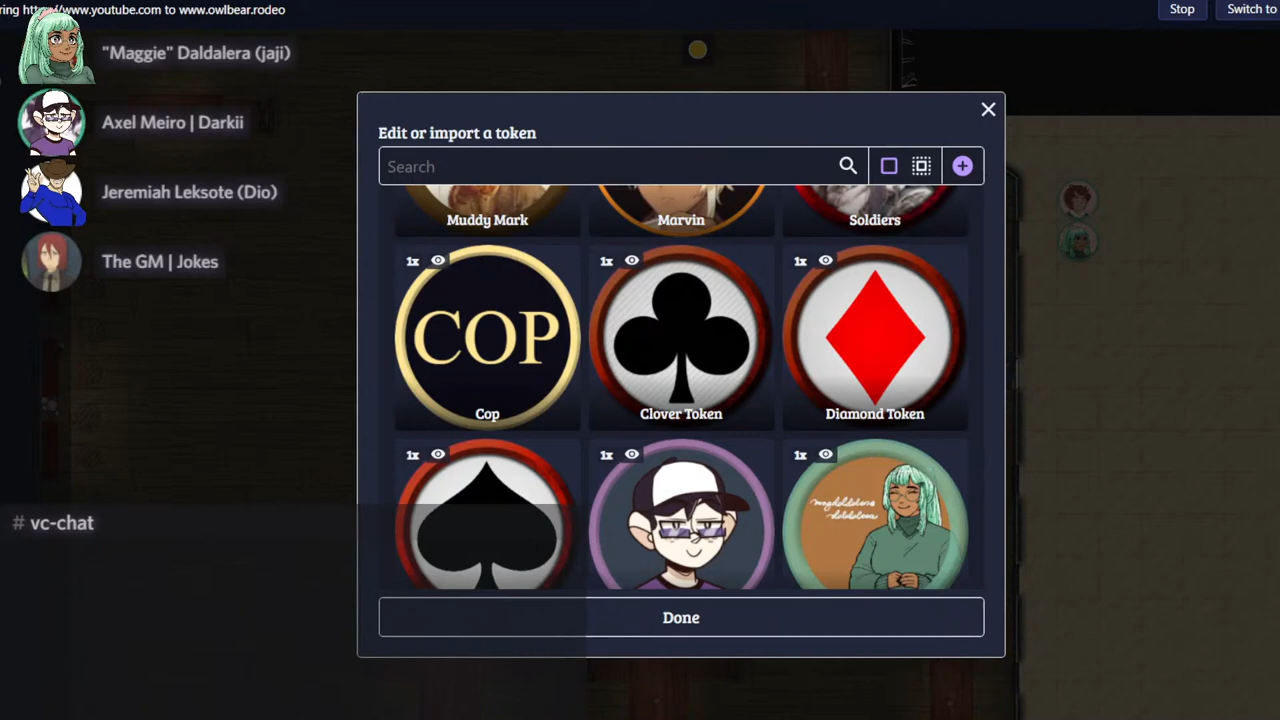 ring https://www.youtube.com to www.owlbear.rodeo
Stop
Switch to
"Maggie" Daldalera (jaji)
Axel Meiro | Darkii
Jeremiah Leksote (Dio)
The GM | Jokes
# vc-chat
Edit or import a token
Search
Muddy Mark
Marvin
Soldiers
1x
COP
Cop
1x
Clover Token
1x
Diamond Token
1x
1x
1x
Done